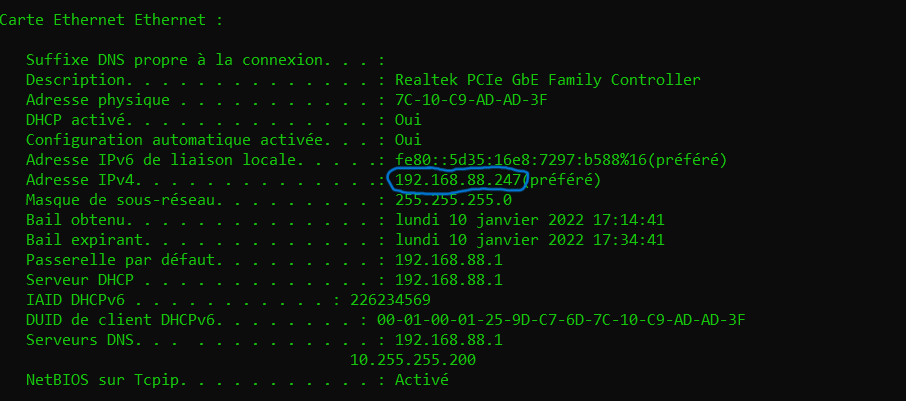 Carte Ethernet Ethernet :
Suffixe DNS propre à la connexion. . . :
Description. . . . . . . . . . . . . . : Realtek PCIe GbE Family Controller
Adresse physique . . . . . . . . . . . : 7C-10-C9-AD-AD-3F
DHCP activé. . . . . . . . . . . . . . : Oui
Configuration automatique activée. . . : Oui
Adresse IPv6 de liaison locale. . . . .: fe80::5d35:16e8:7297:b588%16(préféré)
Adresse IPv4. . . . . . . . . . . . . .: 192.168.88.247(préféré)
Masque de sous-réseau. . . . . . . . . : 255.255.255.0
Bail obtenu. . . . . . . . . . . . . . : lundi 10 janvier 2022 17:14:41
Bail expirant. . . . . . . . . . . . . : lundi 10 janvier 2022 17:34:41
Passerelle par défaut. . . . . . . . . : 192.168.88.1
Serveur DHCP . . . . . . . . . . . . . : 192.168.88.1
IAID DHCPv6 . . . . . . . . . . . : 226234569
DUID de client DHCPv6. . . . . . . . : 00-01-00-01-25-9D-C7-6D-7C-10-C9-AD-AD-3F
Serveurs DNS. . .  . . . . . . . . . . : 192.168.88.1
10.255.255.200
NetBIOS sur Tcpip. . . . . . . . . . . : Activé